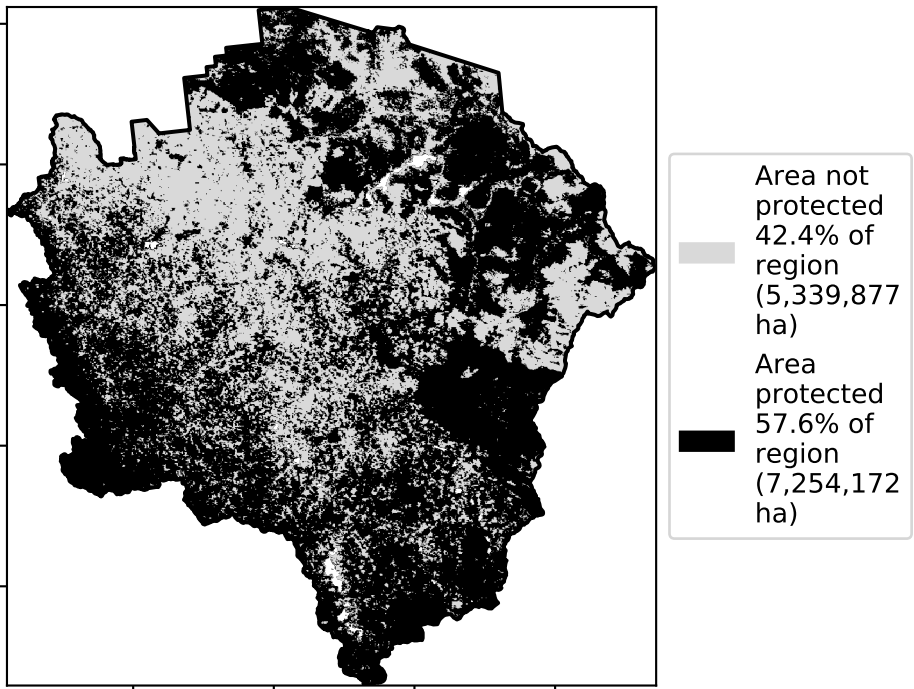 Area not
protected
42.4% of
region
(5,339,877
ha)
Area
protected
57.6% of
region
(7,254,172
ha)